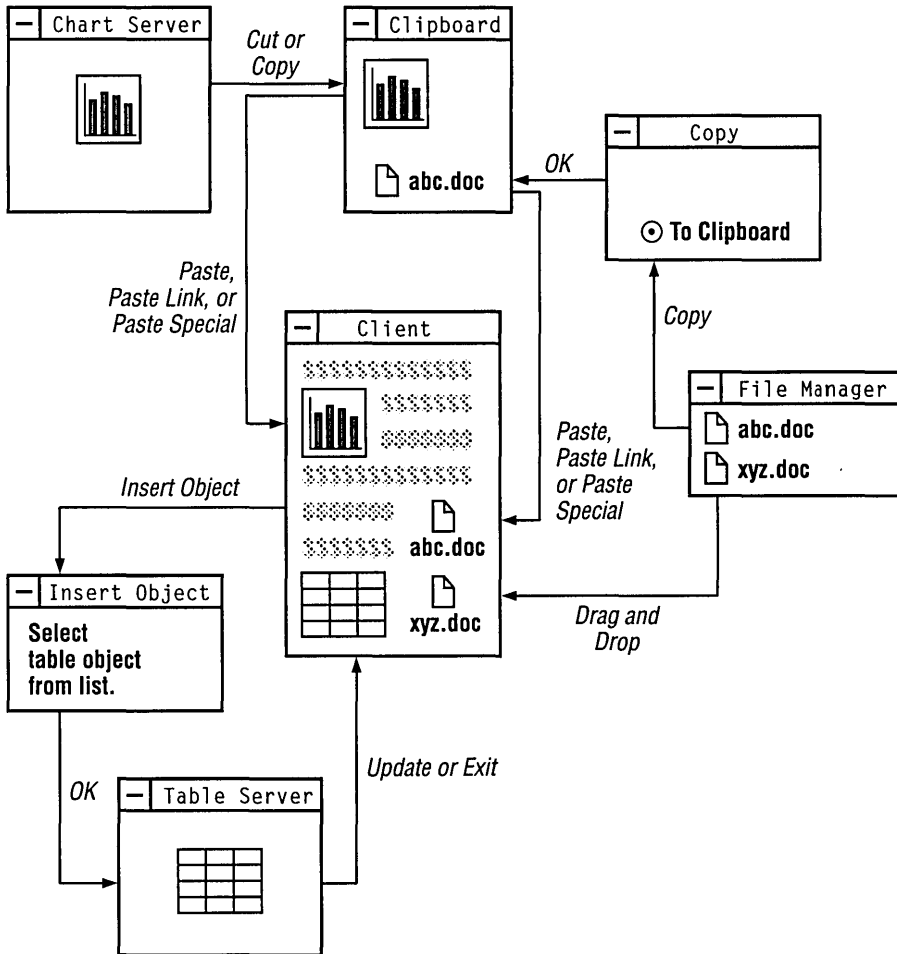 Chart Server
Cut or
Copy
Clipboard
abc.doc
OK
Copy
To Clipboard
Paste,
Paste Link, or
Paste Special
Client
Copy
File Manager
abc.doc
xyz.doc
Paste,
Paste Link,
or Paste
Special
Insert Object
abc.doc
xyz.doc
Drag and
Drop
Insert Object
Select
table object
from list.
OK
Update or Exit
Table Server